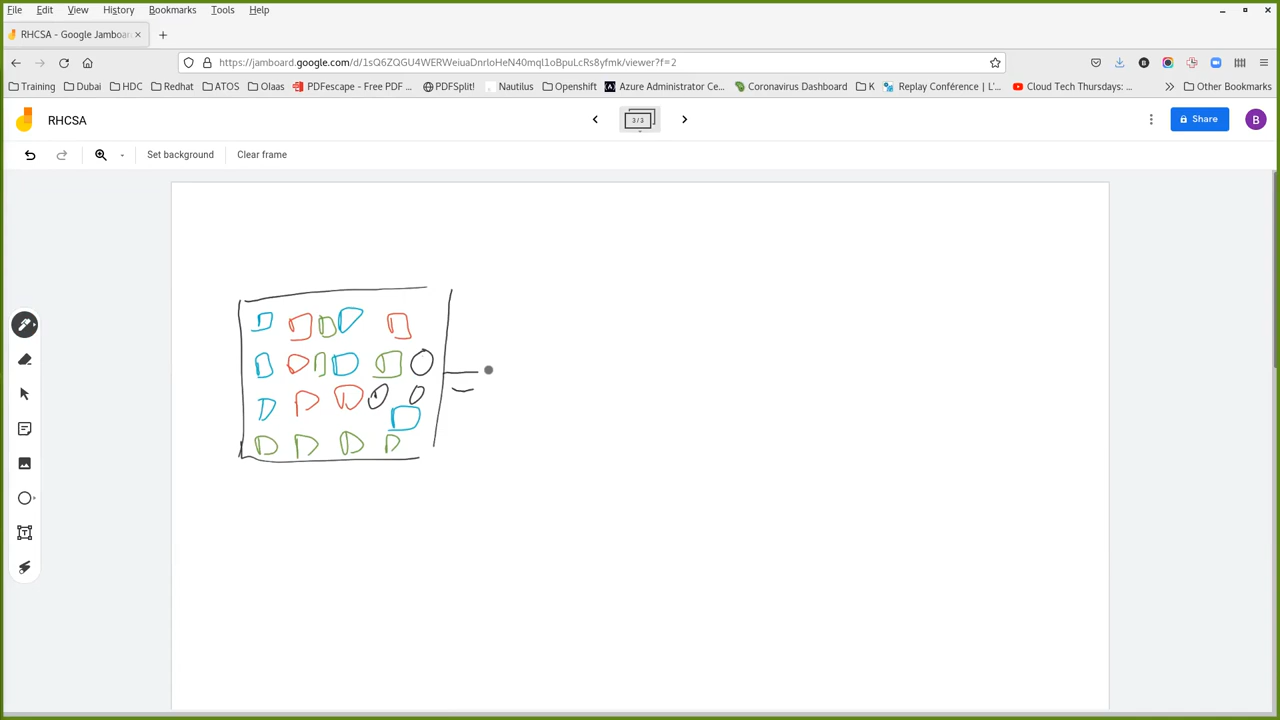 File Edit View History Bookmarks Tools Help
RHCSA - Google Jamboar
https://jamboard.google.com/d/1sQ6ZQGU4WERWeiuaDnrIoHeN40mql1oBpuLcRs8yfmk/viewer?f=2
Training Dubai HDC Redhat ATOS Olaas PDFescape - Free PDF ... PDFSplit! Nautilus Openshift Azure Administrator Ce... Coronavirus Dashboard K Replay Conférence | L'... Cloud Tech Thursdays: ... Other Bookmarks
RHCSA 3/3 Share B
Set background Clear frame